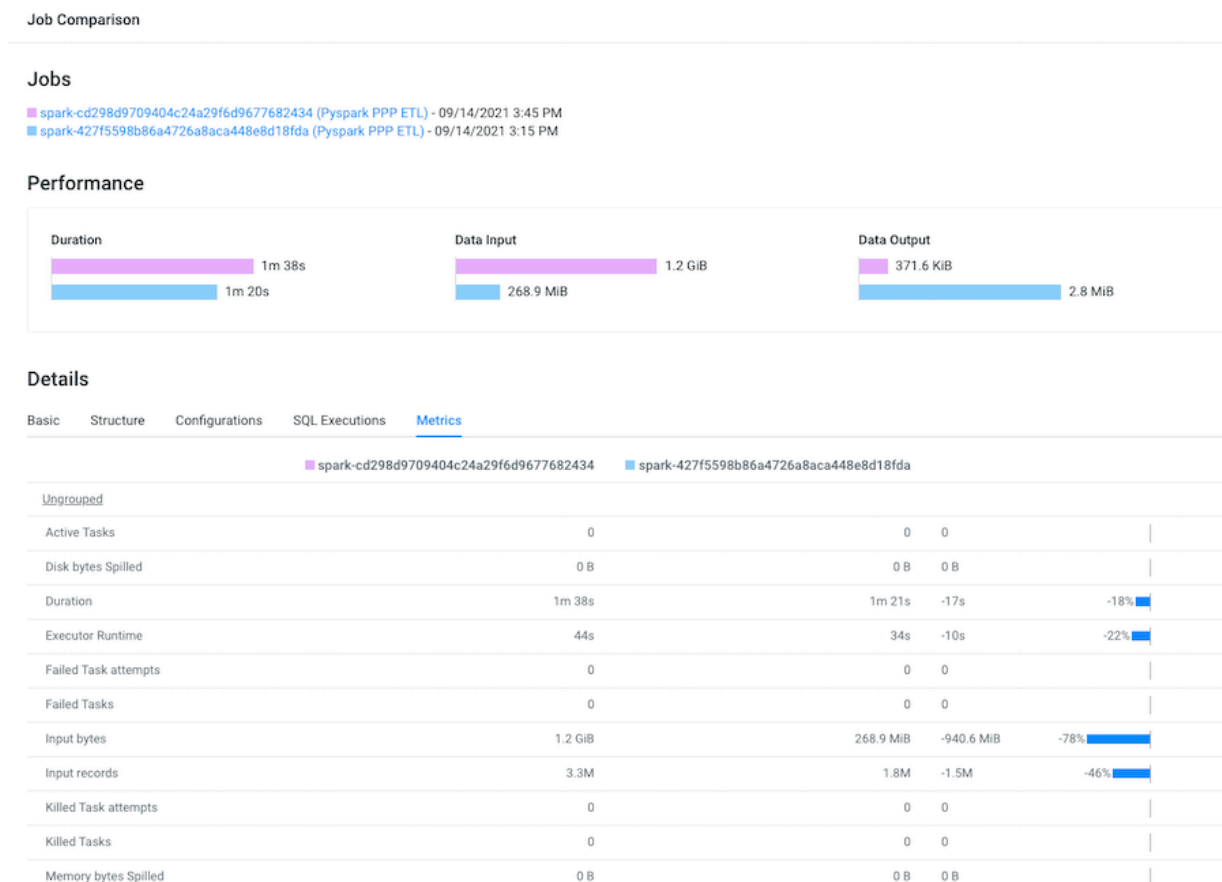 Job Comparison
Jobs
spark-cd298d9709404c24a29f6d9677682434 (Pyspark PPP ETL) - 09/14/2021 3:45 PM
spark-427f5598b86a4726a8aca448e8d18fda (Pyspark PPP ETL) - 09/14/2021 3:15 PM
Performance
Duration Data Input Data Output
1m 38s 1.2 GiB 371.6 KiB
1m 20s 268.9 MiB 2.8 MiB
Details
Basic Structure Configurations SQL Executions Metrics
spark-cd298d9709404c24a29f6d9677682434 spark-427f5598b86a4726a8aca448e8d18fda
Ungrouped
Active Tasks 0 0 0
Disk bytes Spilled 0 B 0 B 0 B
Duration 1m 38s 1m 21s -17s -18%
Executor Runtime 44s 34s -10s -22%
Failed Task attempts 0 0 0
Failed Tasks 0 0 0
Input bytes 1.2 GiB 268.9 MiB -940.6 MiB -78%
Input records 3.3M 1.8M -1.5M -46%
Killed Task attempts 0 0 0
Killed Tasks 0 0 0
Memory bytes Spilled 0 B 0 B 0 B